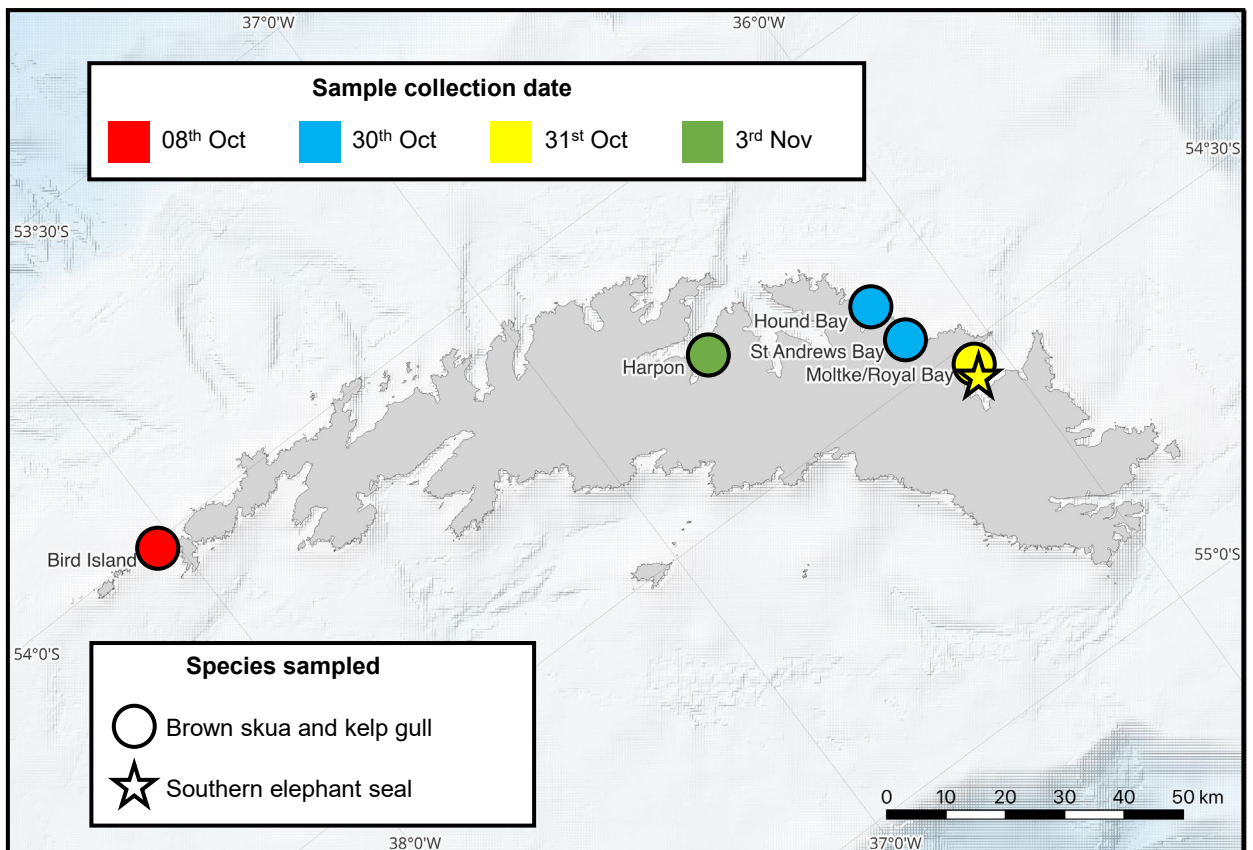 37°0'W
36°0'W
Sample collection date
08th Oct
30th Oct
31st Oct
3rd Nov
54°30'S
53°30'S
Hound Bay
St Andrews Bay
Harpon
Moltke/Royal Bay
Bird Island
55°0'S
54°0'S
Species sampled
Brown skua and kelp gull
Southern elephant seal
0 10 20 30 40 50 km
38°0'W
37°0'W